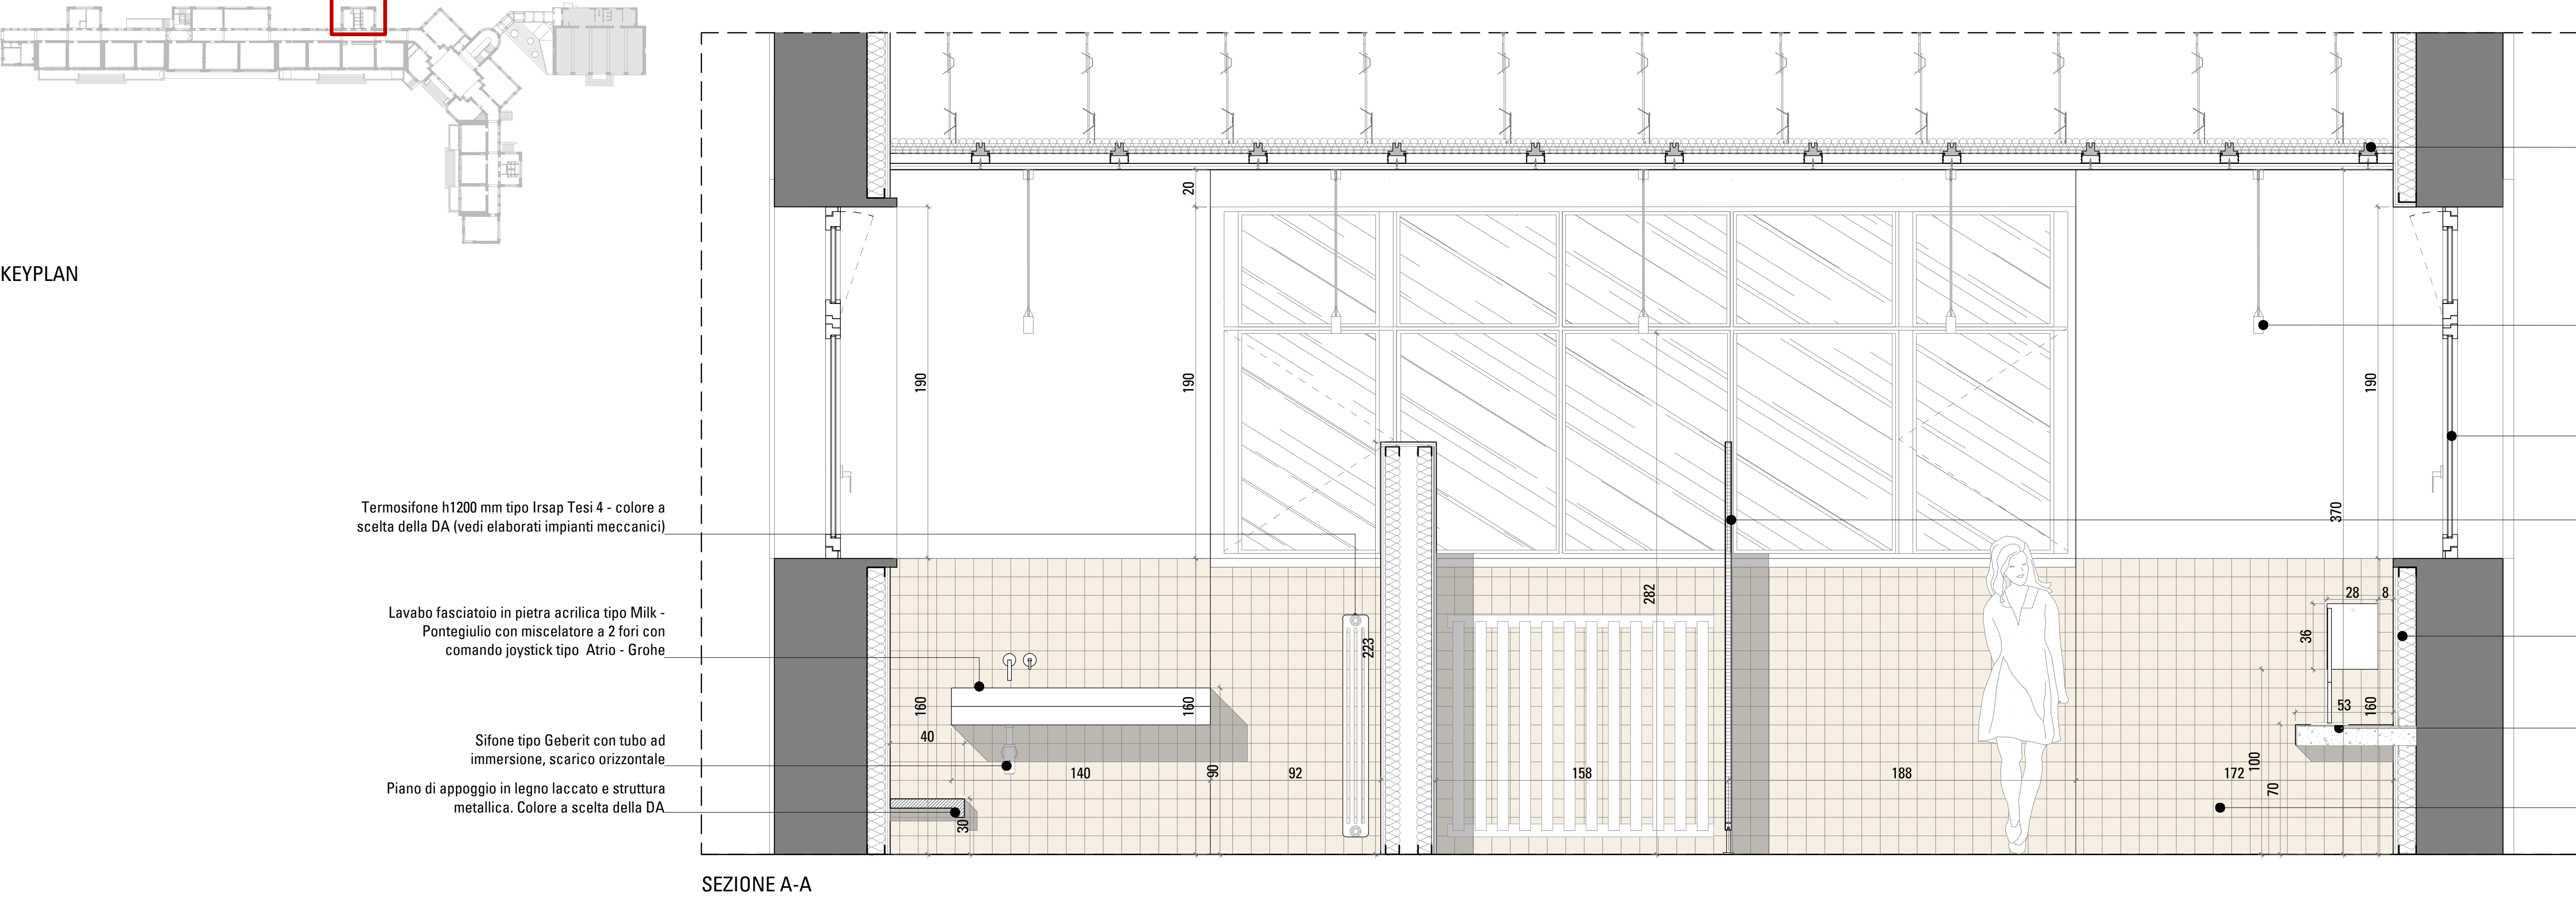 KEYPLAN
Termosifone h1200 mm tipo Irsap Tesi 4 - colore a
scelta della DA (vedi elaborati impianti meccanici)
Lavabo fasciatoio in pietra acrilica tipo Milk -
Pontegiulio con miscelatore a 2 fori con
comando joystick tipo Atrio - Grohe
Sifone tipo Geberit con tubo ad
immersione, scarico orizzontale
Piano di appoggio in legno laccato e struttura
metallica. Colore a scelta della DA
20
190
190
190
370
282
223
28
8
36
160
160
53
160
40
140
90
92
158
188
172
100
70
30
SEZIONE A-A